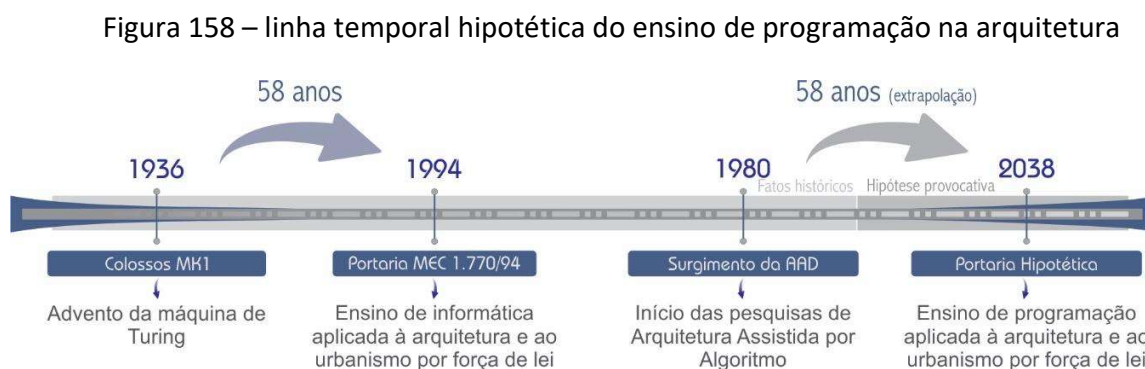 Figura 158 – linha temporal hipotética do ensino de programação na arquitetura
58 anos
58 anos (extrapolação)
1936
1994
1980
2038
Fatos históricos
Hipótese provocativa
Colossos MK1
Portaria MEC 1.770/94
Surgimento da AAD
Portaria Hipotética
Advento da máquina de
Turing
Ensino de informática
aplicada à arquitetura e ao
urbanismo por força de lei
Início das pesquisas de
Arquitetura Assistida por
Algoritmo
Ensino de programação
aplicada à arquitetura e ao
urbanismo por força de lei